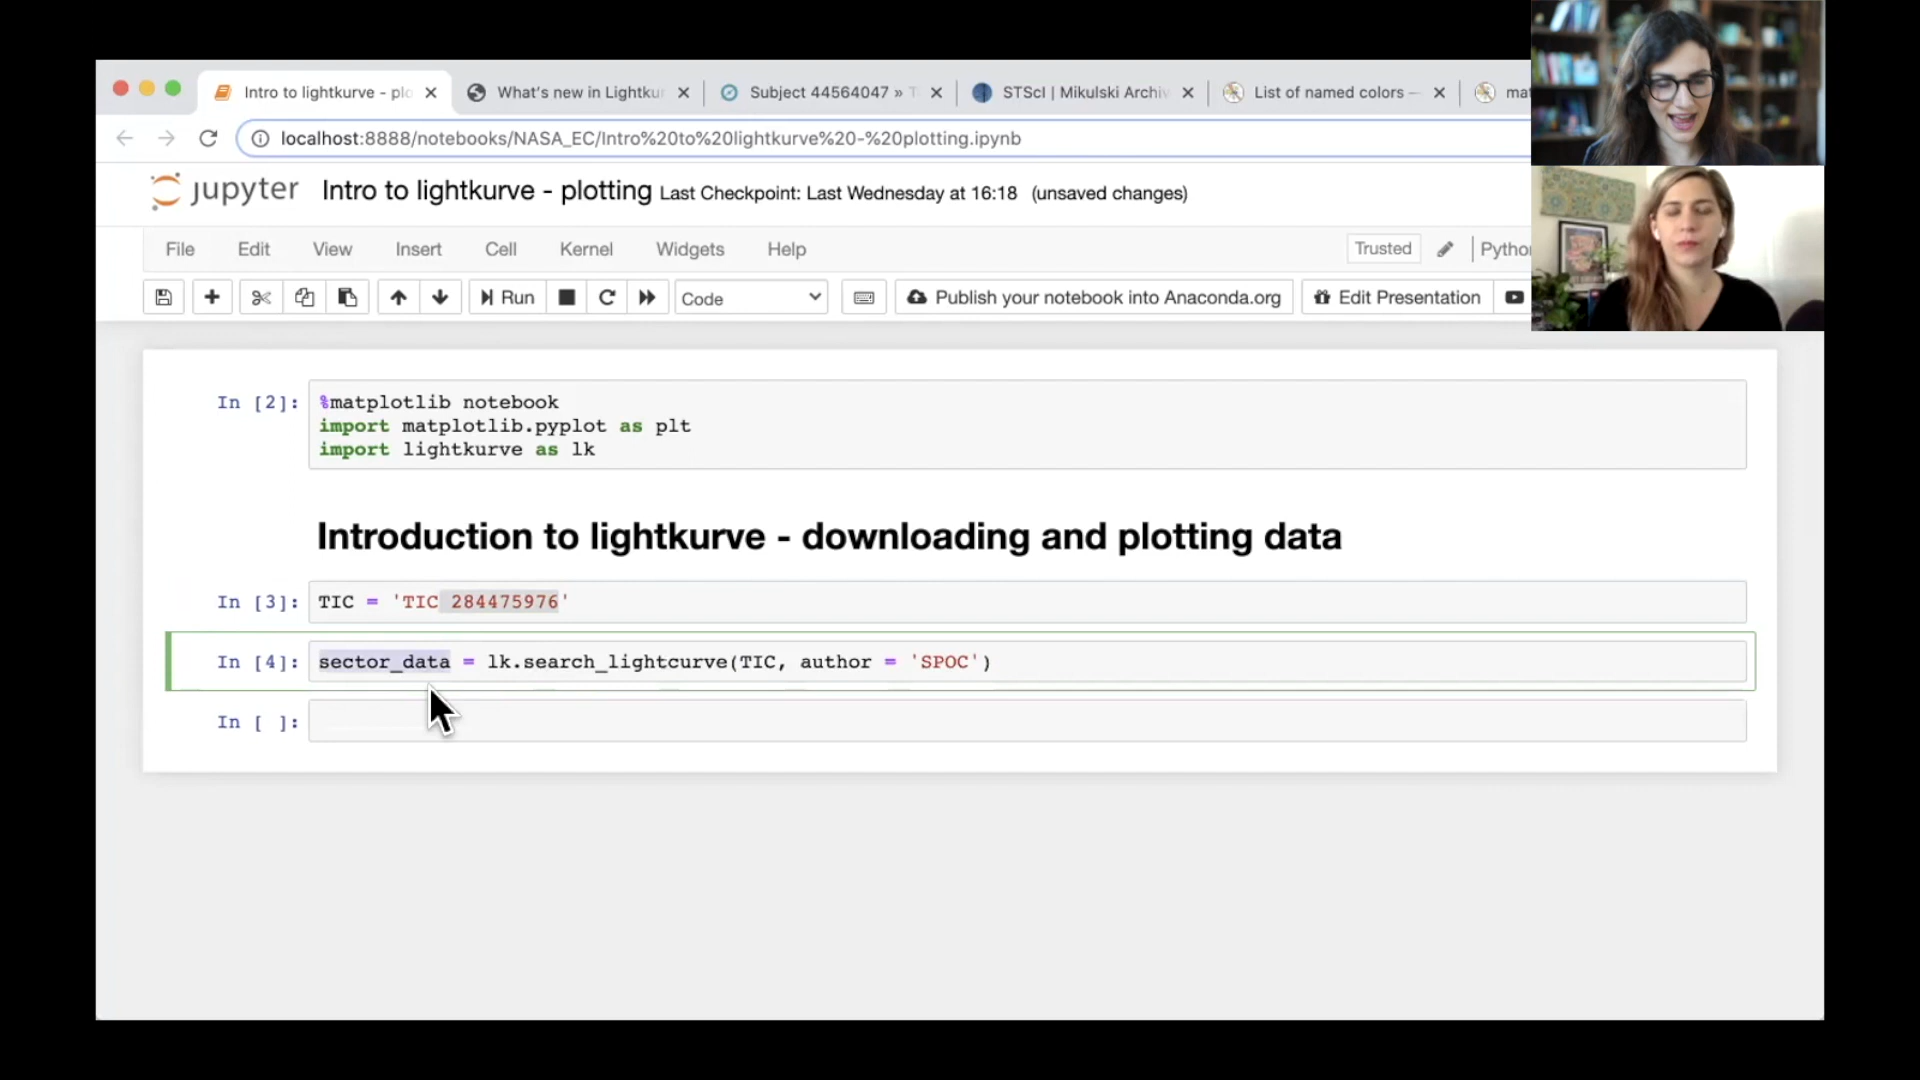 Intro to lightkurve - plo
What's new in Lightkur
Subject 44564047 » T
STScI | Mikulski Archiv
List of named colors —
mat
localhost:8888/notebooks/NASA_EC/Intro%20to%20lightkurve%20-%20plotting.ipynb
jupyter Intro to lightkurve - plotting Last Checkpoint: Last Wednesday at 16:18 (unsaved changes)
File Edit View Insert Cell Kernel Widgets Help Trusted Python
Run Code Publish your notebook into Anaconda.org Edit Presentation
In [2]: %matplotlib notebook
import matplotlib.pyplot as plt
import lightkurve as lk
Introduction to lightkurve - downloading and plotting data
In [3]: TIC = 'TIC 284475976'
In [4]: sector_data = lk.search_lightcurve(TIC, author = 'SPOC')
In [ ]: